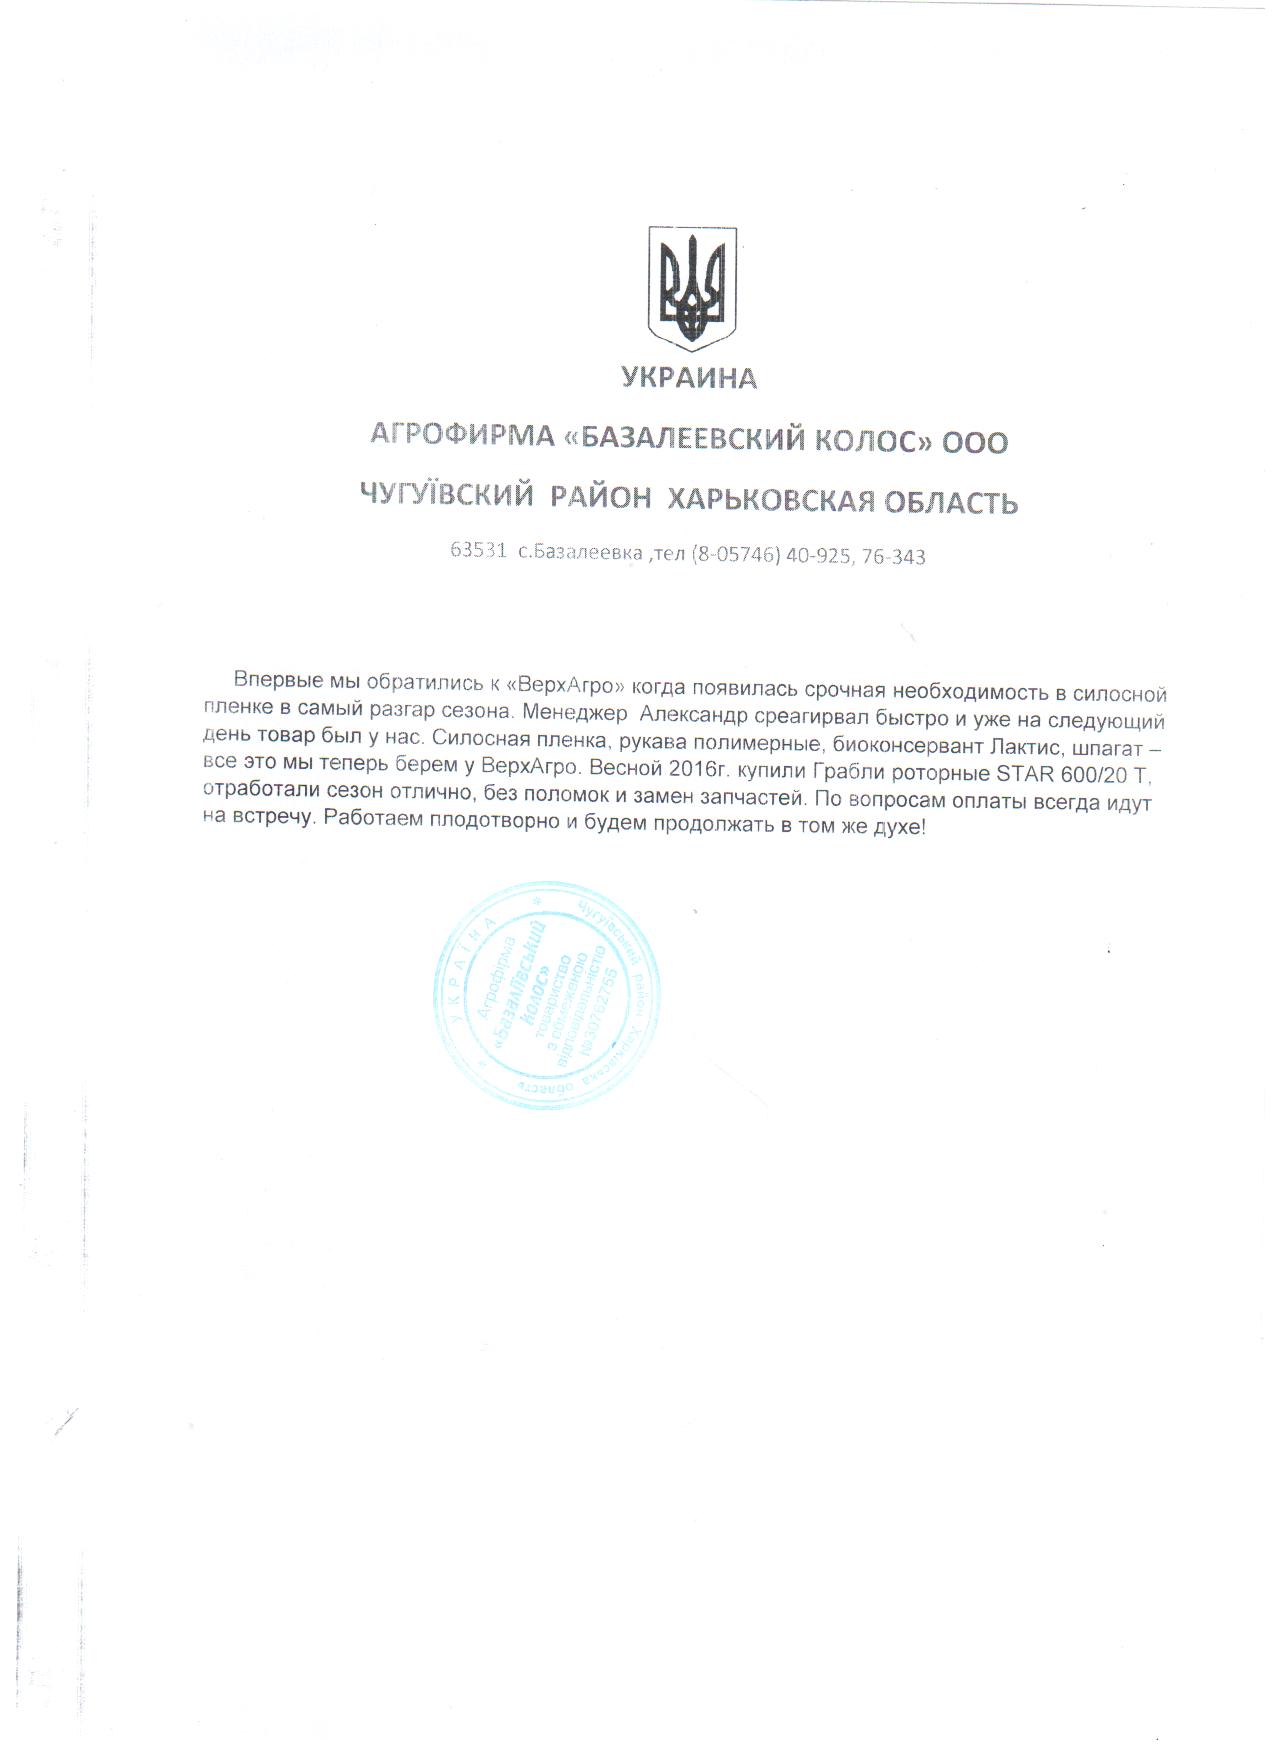 УКРАИНА
АГРОФИРМА «БАЗАЛЕЕВСКИЙ КОЛОС» ООО
ЧУГУЇВСКИЙ РАЙОН ХАРЬКОВСКАЯ ОБЛАСТЬ
63531 с.Базалеевка ,тел (8-05746) 40-925, 76-343
Впервые мы обратились к «ВерхАгро» когда появилась срочная необходимость в силосной
пленке в самый разгар сезона. Менеджер Александр среагирвал быстро и уже на следующий
день товар был у нас. Силосная пленка, рукава полимерные, биоконсервант Лактис, шпагат –
все это мы теперь берем у ВерхАгро. Весной 2016г. купили Грабли роторные STAR 600/20 Т,
отработали сезон отлично, без поломок и замен запчастей. По вопросам оплаты всегда идут
на встречу. Работаем плодотворно и будем продолжать в том же духе!
* УКРАЇНА * Чугуївський район Харківська область
Агрофірма
«Базаліївський
колос»
товариство
з обмеженою
відповідальністю
№30762755